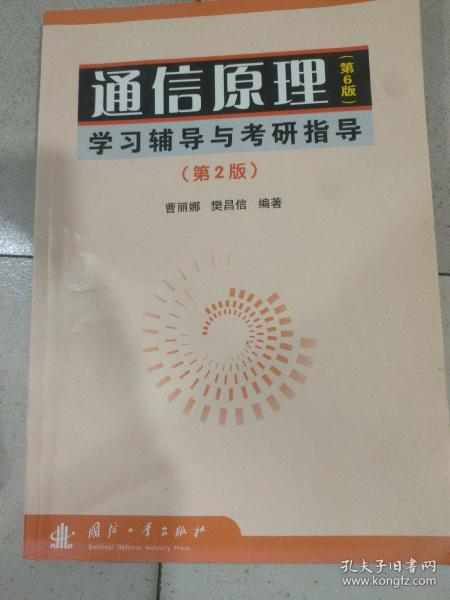 通信原理（第6版）
学习辅导与考研指导
（第2版）
曹丽娜 樊昌信 编著
国防工业出版社
National Defense Industry Press
孔夫子旧书网
www.kongfz.com